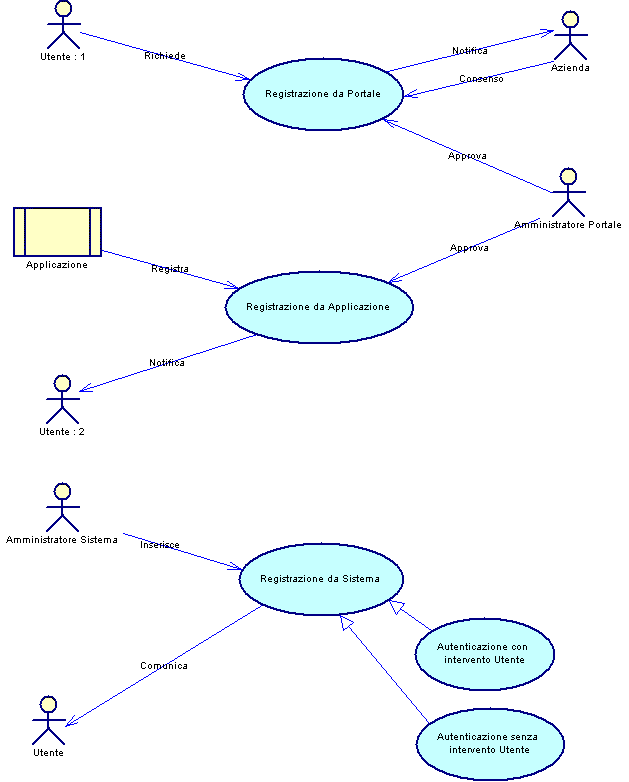 Utente : 1
Richiede
Notifica
Azienda
Consenso
Registrazione da Portale
Approva
Amministratore Portale
Approva
Applicazione
Registra
Registrazione da Applicazione
Notifica
Utente : 2
Amministratore Sistema
Inserisce
Registrazione da Sistema
Autenticazione con
intervento Utente
Comunica
Autenticazione senza
intervento Utente
Utente